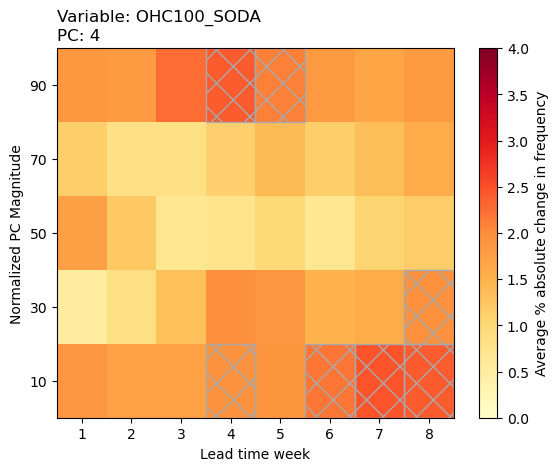 Variable: OHC100_SODA
PC: 4
90
70
50
30
10
Normalized PC Magnitude
1 2 3 4 5 6 7 8
Lead time week
4.0
3.5
3.0
2.5
2.0
1.5
1.0
0.5
0.0
Average % absolute change in frequency